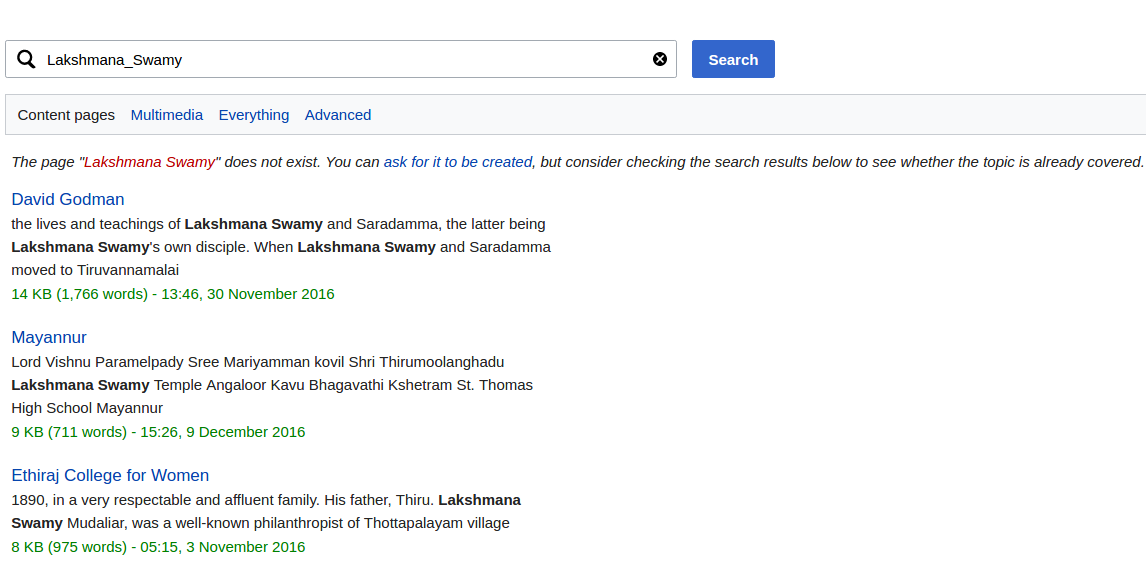 Lakshmana_Swamy
Search
Content pages Multimedia Everything Advanced
The page "Lakshmana Swamy" does not exist. You can ask for it to be created, but consider checking the search results below to see whether the topic is already covered.
David Godman
the lives and teachings of Lakshmana Swamy and Saradamma, the latter being
Lakshmana Swamy's own disciple. When Lakshmana Swamy and Saradamma
moved to Tiruvannamalai
14 KB (1,766 words) - 13:46, 30 November 2016
Mayannur
Lord Vishnu Paramelpady Sree Mariyamman kovil Shri Thirumoolanghadu
Lakshmana Swamy Temple Angaloor Kavu Bhagavathi Kshetram St. Thomas
High School Mayannur
9 KB (711 words) - 15:26, 9 December 2016
Ethiraj College for Women
1890, in a very respectable and affluent family. His father, Thiru. Lakshmana
Swamy Mudaliar, was a well-known philanthropist of Thottapalayam village
8 KB (975 words) - 05:15, 3 November 2016